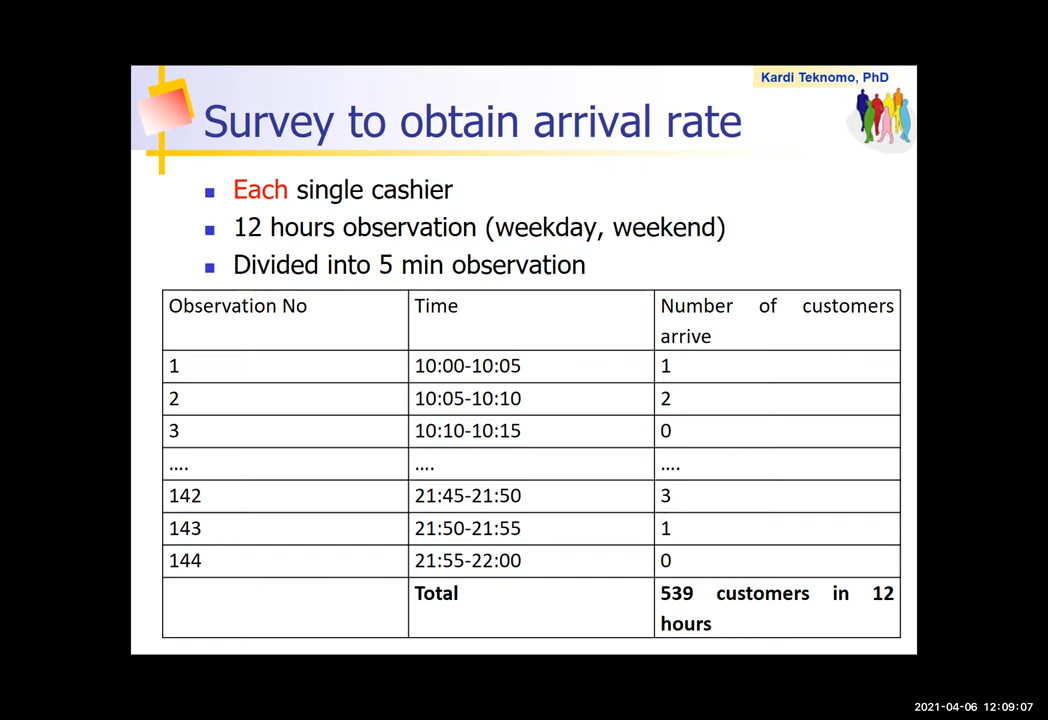 Kardi Teknomo, PhD
Survey to obtain arrival rate
Each single cashier
12 hours observation (weekday, weekend)
Divided into 5 min observation
Observation No Time Number of customers
arrive
1 10:00-10:05 1
2 10:05-10:10 2
3 10:10-10:15 0
.... .... ....
142 21:45-21:50 3
143 21:50-21:55 1
144 21:55-22:00 0
Total 539 customers in 12
hours
2021-04-06 12:09:07